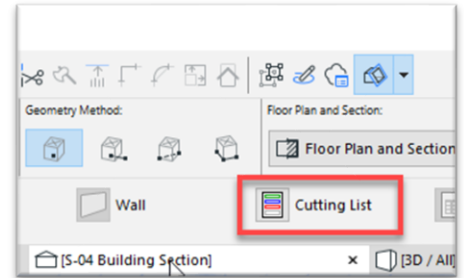 Geometry Method:
Floor Plan and Section:
Floor Plan and Section
Wall
Cutting List
[S-04 Building Section]
[3D / All